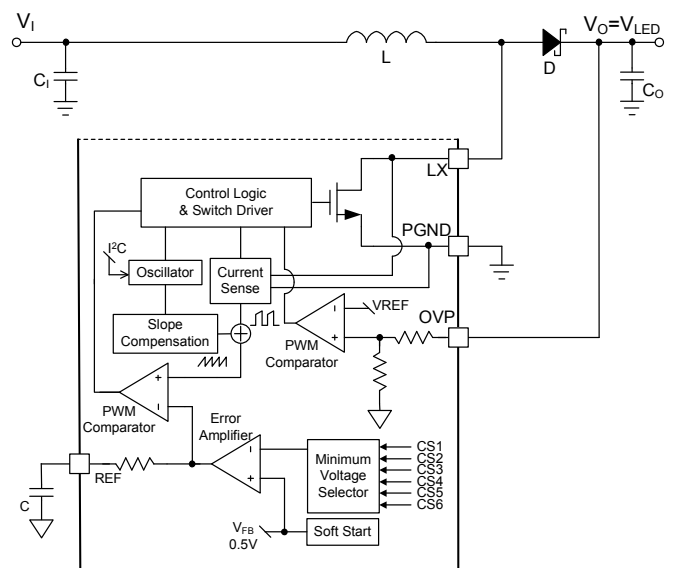 VI
VO=VLED
L
D
CI
CO
LX
Control Logic
& Switch Driver
PGND
I²C
Oscillator
Current
Sense
VREF
OVP
Slope
Compensation
PWM
Comparator
PWM
Comparator
Error
Amplifier
Minimum
Voltage
Selector
CS1
CS2
CS3
CS4
CS5
CS6
REF
C
VFB
0.5V
Soft Start